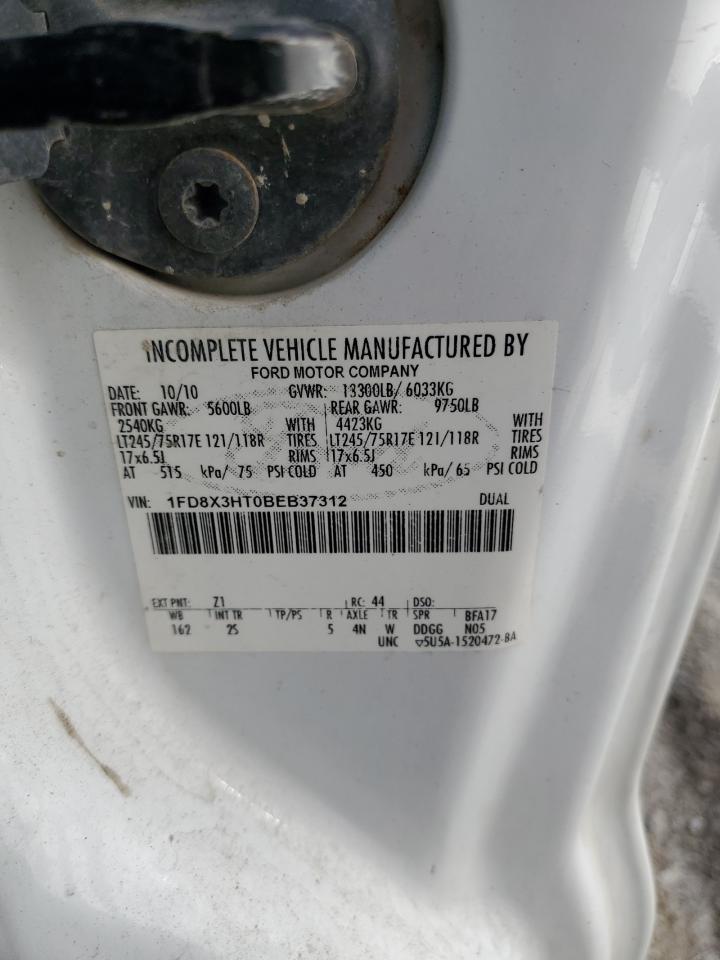 INCOMPLETE VEHICLE MANUFACTURED BY
FORD MOTOR COMPANY
DATE: 10/10 GVWR: 13300LB/ 6033KG
FRONT GAWR: 5600LB REAR GAWR: 9750LB
2540KG WITH 4423KG WITH
LT245/75R17E 121/118R TIRES LT245/75R17E 121/118R TIRES
17x6.5J RIMS 17x6.5J RIMS
AT 515 kPa/ 75 PSI COLD AT 450 kPa/ 65 PSI COLD
VIN: 1FD8X3HT0BEB37312 DUAL
EXT PNT: Z1 RC: 44 DSO:
WB INT TR TP/PS R AXLE TR SPR BFA17
162 2S 5 4N W DDGG N05
UNC ▽5U5A-1520472-BA